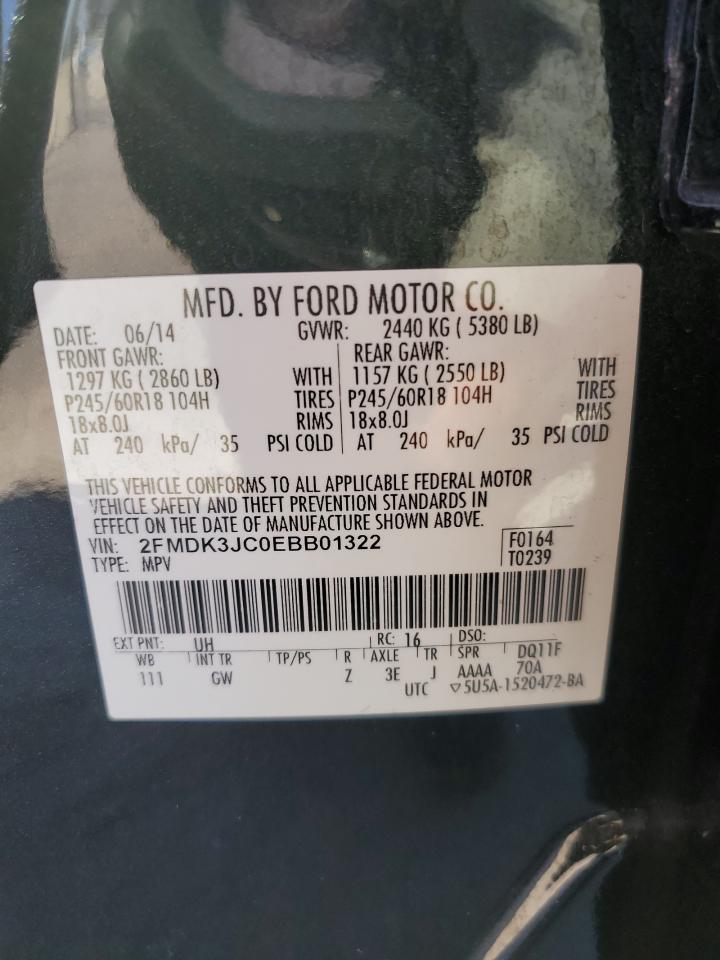 MFD. BY FORD MOTOR CO.
DATE: 06/14 GVWR: 2440 KG ( 5380 LB)
FRONT GAWR: REAR GAWR:
1297 KG ( 2860 LB) WITH 1157 KG ( 2550 LB) WITH
P245/60R18 104H TIRES P245/60R18 104H TIRES
18x8.0J RIMS 18x8.0J RIMS
AT 240 kPa/ 35 PSI COLD AT 240 kPa/ 35 PSI COLD
THIS VEHICLE CONFORMS TO ALL APPLICABLE FEDERAL MOTOR
VEHICLE SAFETY AND THEFT PREVENTION STANDARDS IN
EFFECT ON THE DATE OF MANUFACTURE SHOWN ABOVE.
VIN: 2FMDK3JC0EBB01322 F0164
TYPE: MPV T0239
EXT PNT: UH RC: 16 DSO:
WB INT TR TP/PS R AXLE TR SPR DQ11F
111 GW Z 3E J AAAA 70A
UTC ▽5U5A-1520472-BA